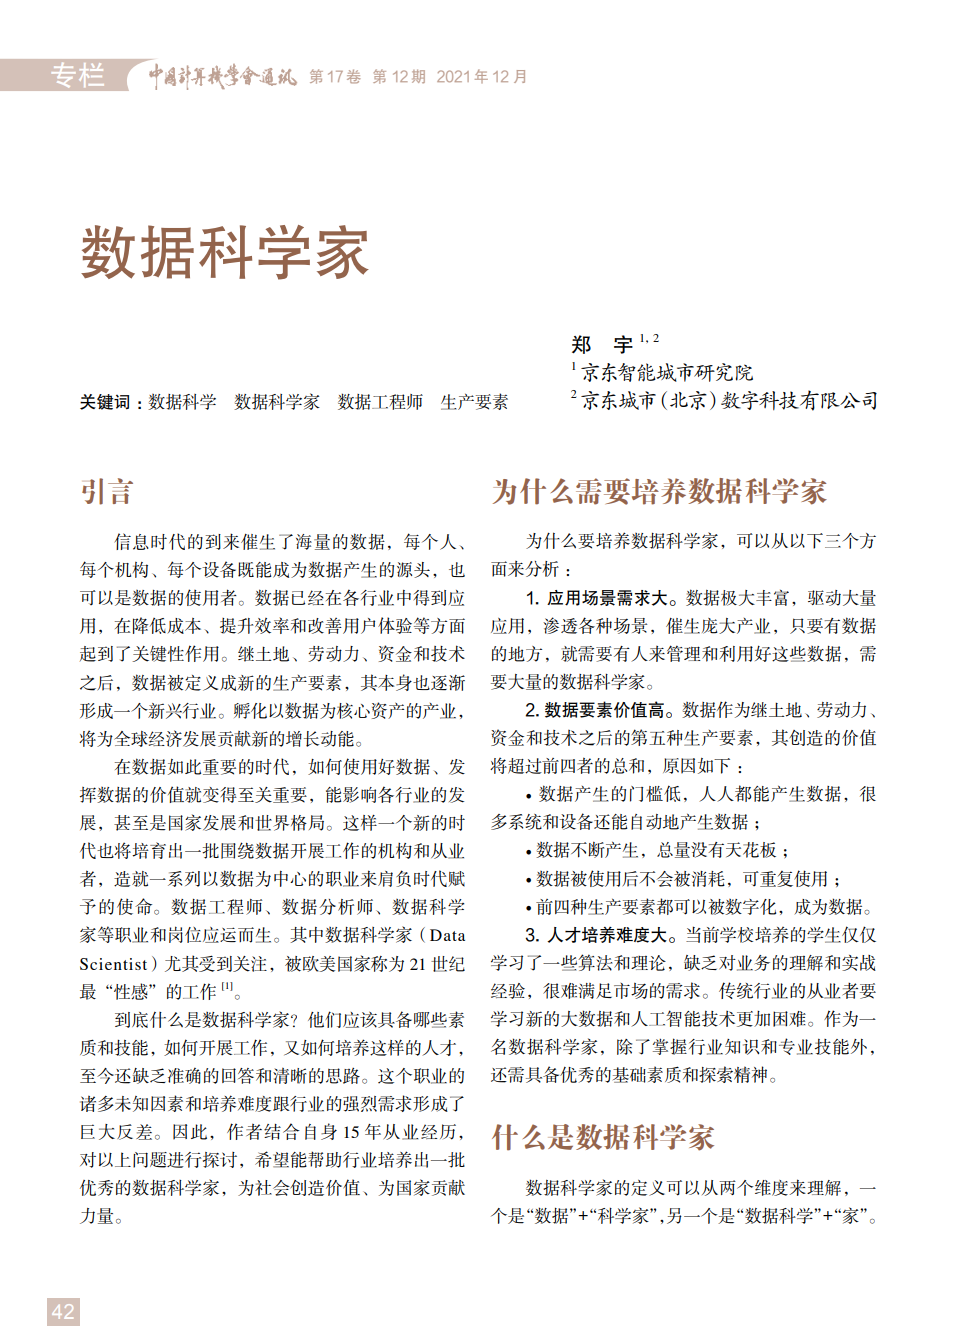 专栏
中国计算机学会通讯 第 17 卷 第 12 期 2021 年 12 月
数据科学家
郑 宇 1, 2
1 京东智能城市研究院
2 京东城市（北京）数字科技有限公司
关键词：数据科学 数据科学家 数据工程师 生产要素
引言
信息时代的到来催生了海量的数据，每个人、
每个机构、每个设备既能成为数据产生的源头，也
可以是数据的使用者。数据已经在各行业中得到应
用，在降低成本、提升效率和改善用户体验等方面
起到了关键性作用。继土地、劳动力、资金和技术
之后，数据被定义成新的生产要素，其本身也逐渐
形成一个新兴行业。孵化以数据为核心资产的产业，
将为全球经济发展贡献新的增长动能。
在数据如此重要的时代，如何使用好数据、发
挥数据的价值就变得至关重要，能影响各行业的发
展，甚至是国家发展和世界格局。这样一个新的时
代也将培育出一批围绕数据开展工作的机构和从业
者，造就一系列以数据为中心的职业来肩负时代赋
予的使命。数据工程师、数据分析师、数据科学
家等职业和岗位应运而生。其中数据科学家（Data
Scientist）尤其受到关注，被欧美国家称为 21 世纪
最“性感”的工作 [1]。
到底什么是数据科学家？他们应该具备哪些素
质和技能，如何开展工作，又如何培养这样的人才，
至今还缺乏准确的回答和清晰的思路。这个职业的
诸多未知因素和培养难度跟行业的强烈需求形成了
巨大反差。因此，作者结合自身 15 年从业经历，
对以上问题进行探讨，希望能帮助行业培养出一批
优秀的数据科学家，为社会创造价值、为国家贡献
力量。
为什么需要培养数据科学家
为什么要培养数据科学家，可以从以下三个方
面来分析：
1. 应用场景需求大。数据极大丰富，驱动大量
应用，渗透各种场景，催生庞大产业，只要有数据
的地方，就需要有人来管理和利用好这些数据，需
要大量的数据科学家。
2. 数据要素价值高。数据作为继土地、劳动力、
资金和技术之后的第五种生产要素，其创造的价值
将超过前四者的总和，原因如下：
• 数据产生的门槛低，人人都能产生数据，很
多系统和设备还能自动地产生数据；
• 数据不断产生，总量没有天花板；
• 数据被使用后不会被消耗，可重复使用；
• 前四种生产要素都可以被数字化，成为数据。
3. 人才培养难度大。当前学校培养的学生仅仅
学习了一些算法和理论，缺乏对业务的理解和实战
经验，很难满足市场的需求。传统行业的从业者要
学习新的大数据和人工智能技术更加困难。作为一
名数据科学家，除了掌握行业知识和专业技能外，
还需具备优秀的基础素质和探索精神。
什么是数据科学家
数据科学家的定义可以从两个维度来理解，一
个是“数据”+“科学家”，另一个是“数据科学”+“家”。
42